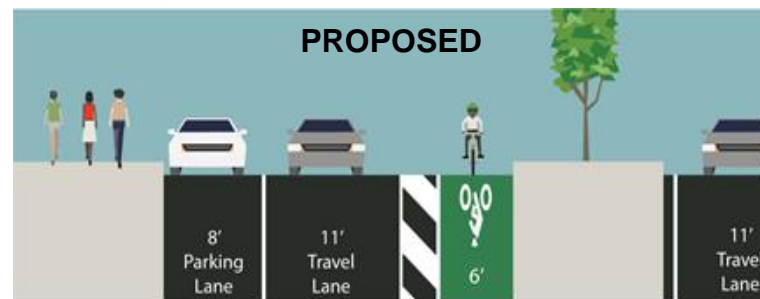 PROPOSED
8'
Parking
Lane
11'
Travel
Lane
6'
11'
Trave
Lane